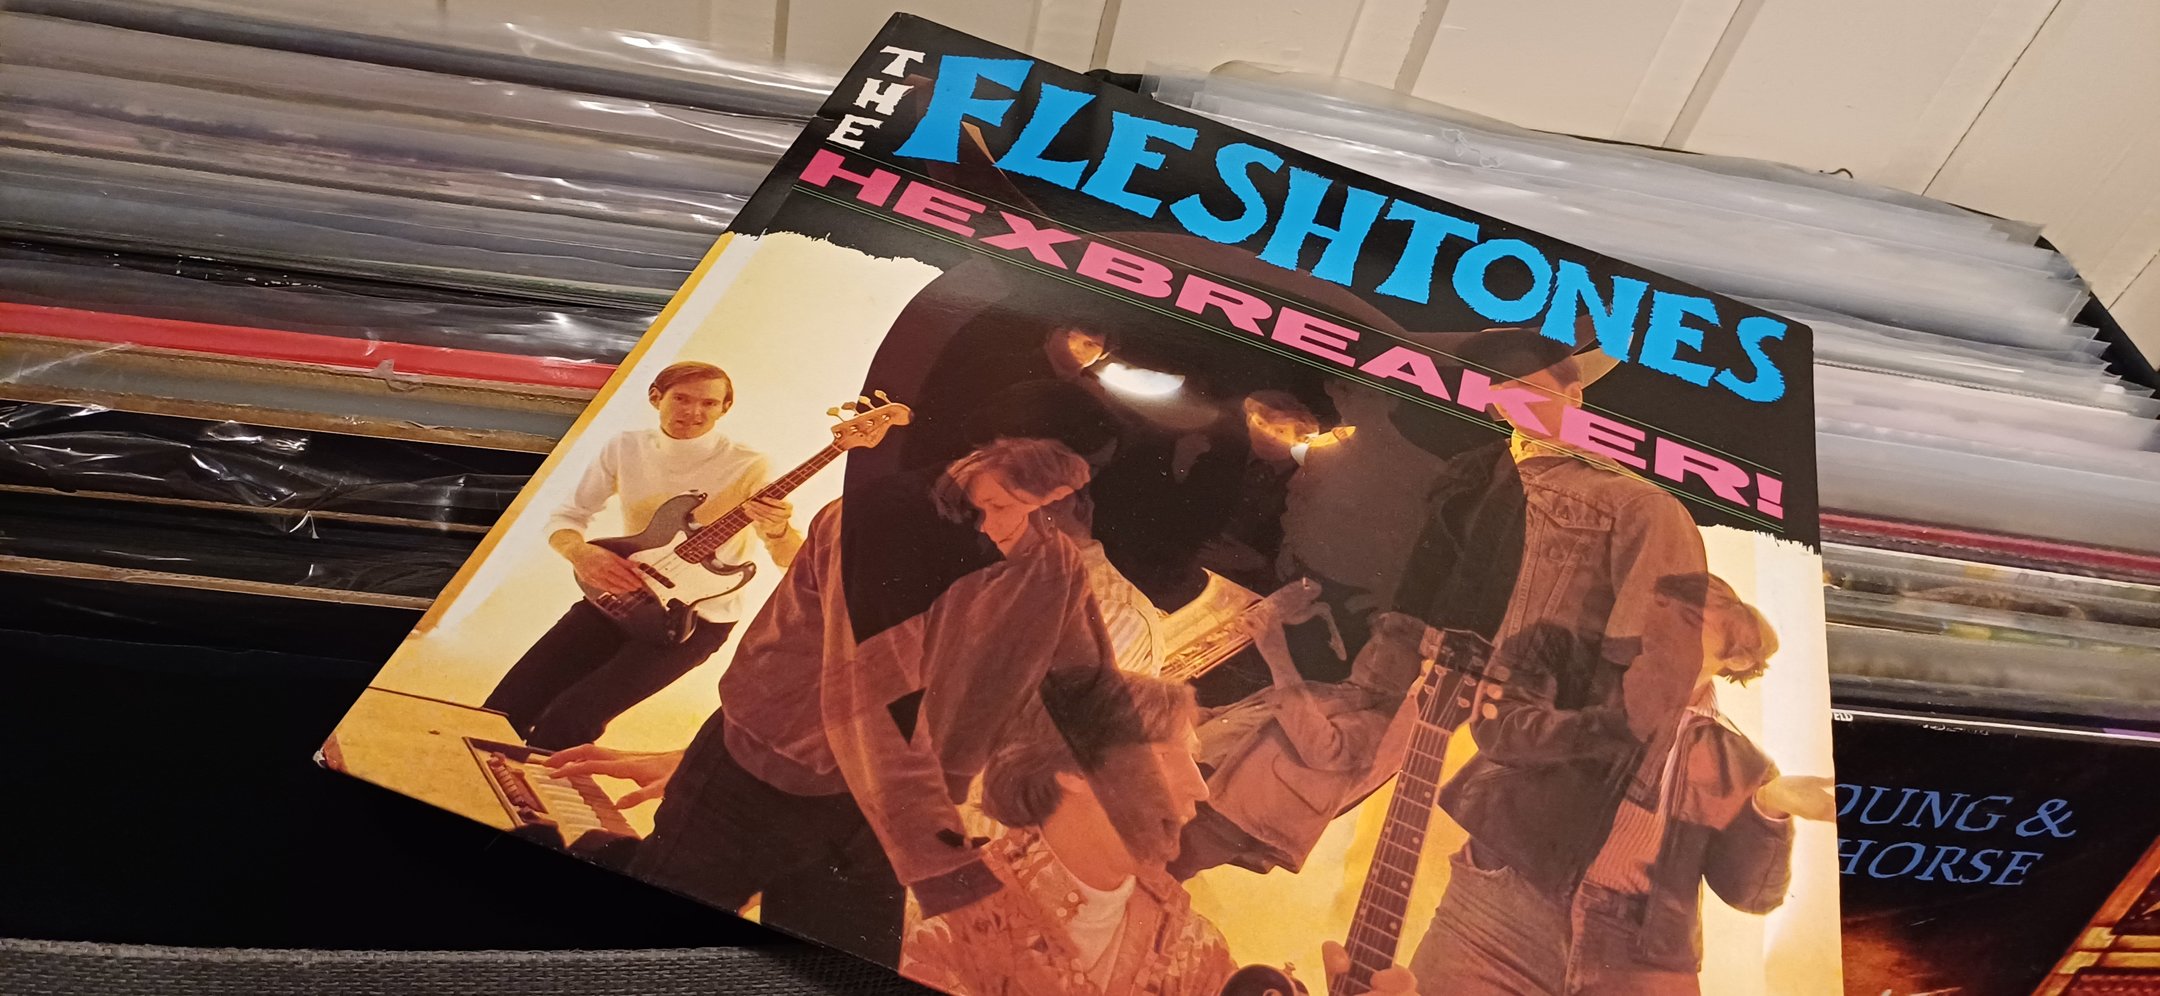 THE
FLESHTONES
HEXBREAKER!
OUNG &
HORSE